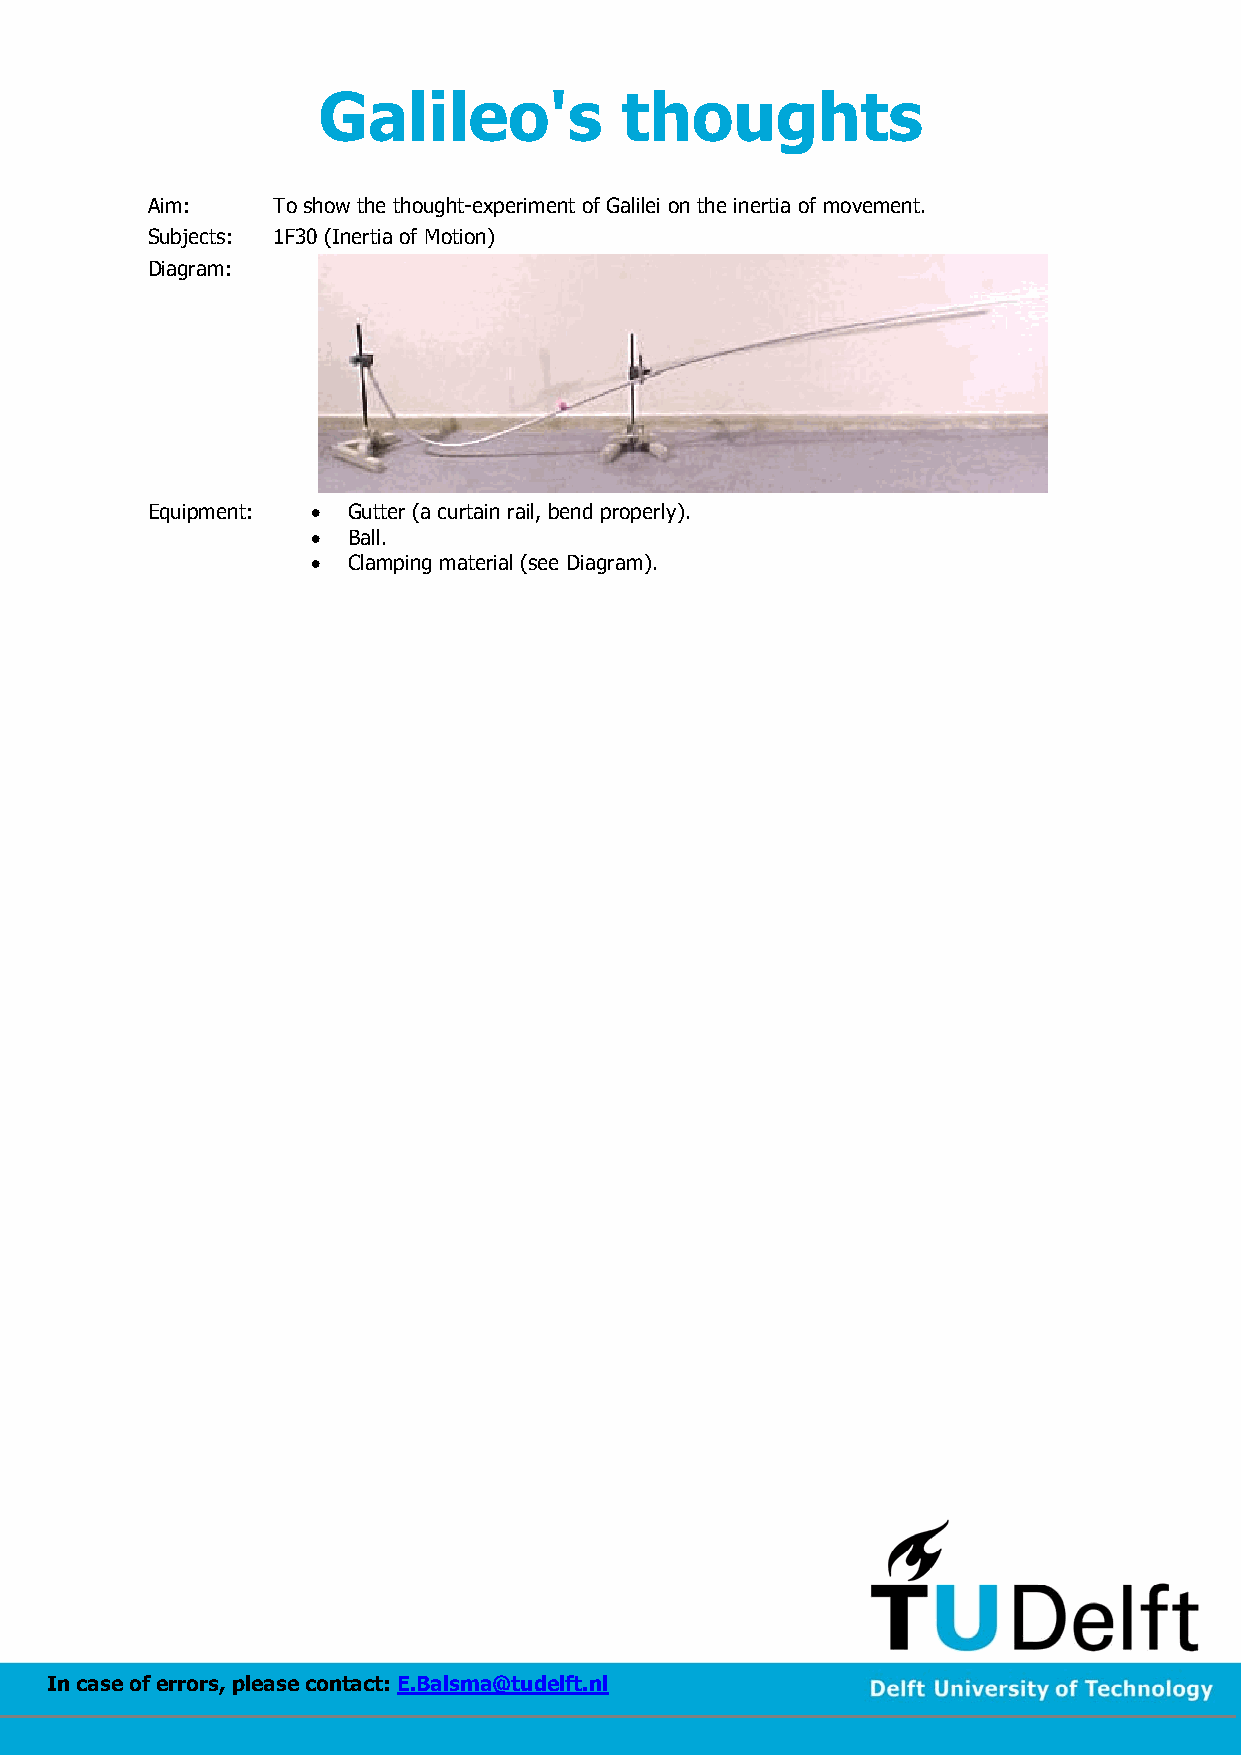 Galileo's thoughts
Aim: To show the thought-experiment of Galilei on the inertia of movement.
Subjects: 1F30 (Inertia of Motion)
Diagram:
Equipment: • Gutter (a curtain rail, bend properly).
• Ball.
• Clamping material (see Diagram).
TUDelft
In case of errors, please contact: E.Balsma@tudelft.nl
Delft University of Technology